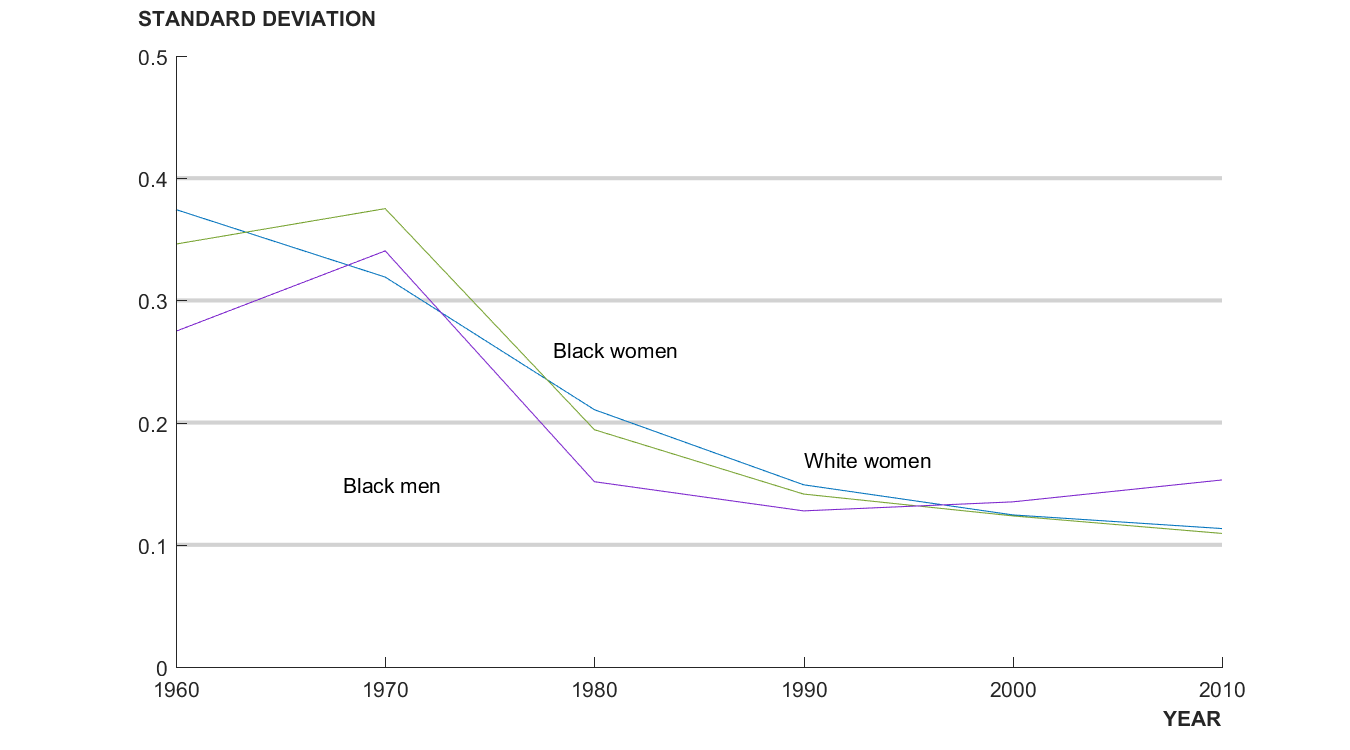 STANDARD DEVIATION
0.5
0.4
0.3
Black women
0.2
White women
Black men
0.1
0
1960 1970 1980 1990 2000 2010
YEAR